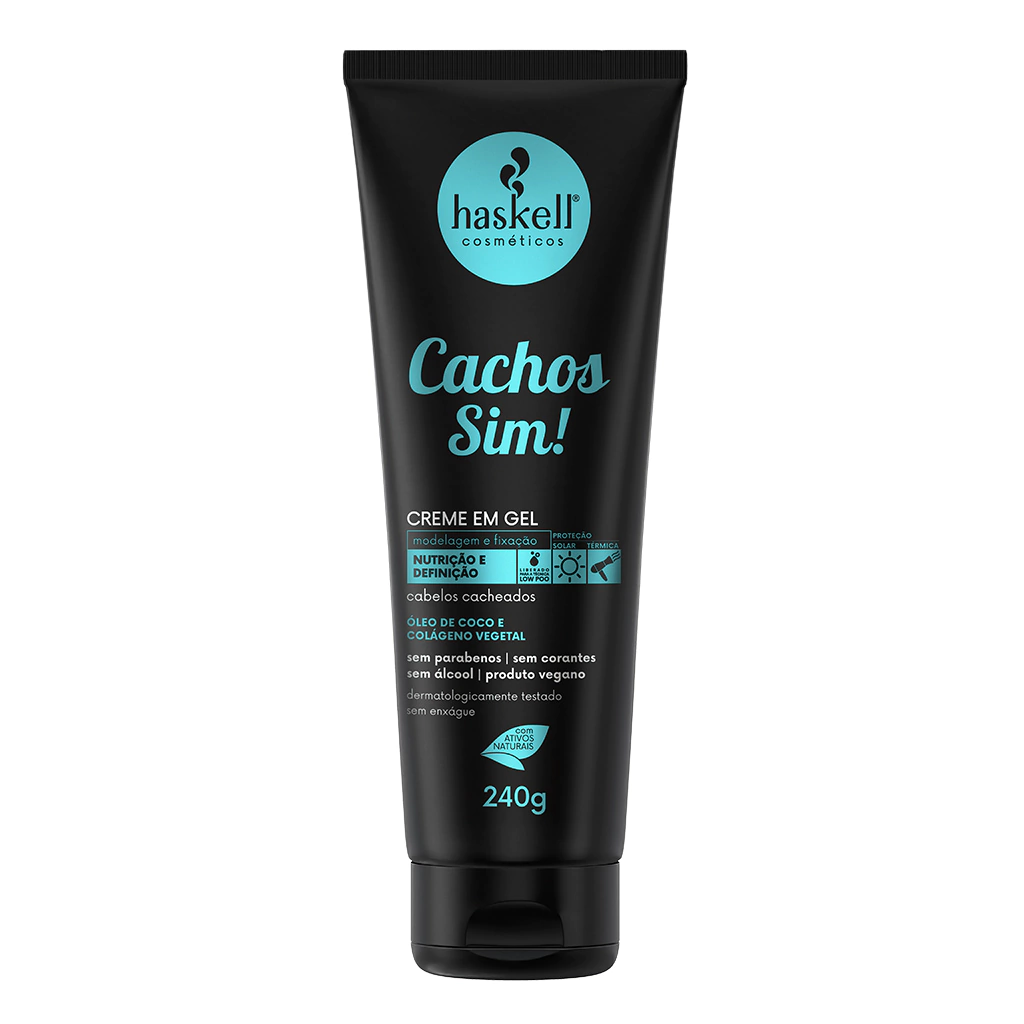 haskell®
cosméticos
Cachos
Sim!
CREME EM GEL
modelagem e fixação
PROTEÇÃO
SOLAR TÉRMICA
NUTRIÇÃO E
DEFINIÇÃO
LIBERADO
PARA A TÉCNICA
LOW POO
cabelos cacheados
ÓLEO DE COCO E
COLÁGENO VEGETAL
sem parabenos | sem corantes
sem álcool | produto vegano
dermatologicamente testado
sem enxágue
com
ATIVOS
NATURAIS
240g